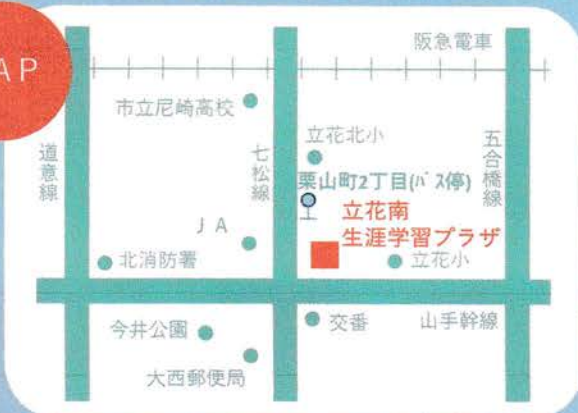 AP
阪急電車
市立尼崎高校
道意線
七松線
五合橋線
立花北小
栗山町2丁目(バス停)
立花南
生涯学習プラザ
JA
北消防署
立花小
今井公園
交番
山手幹線
大西郵便局